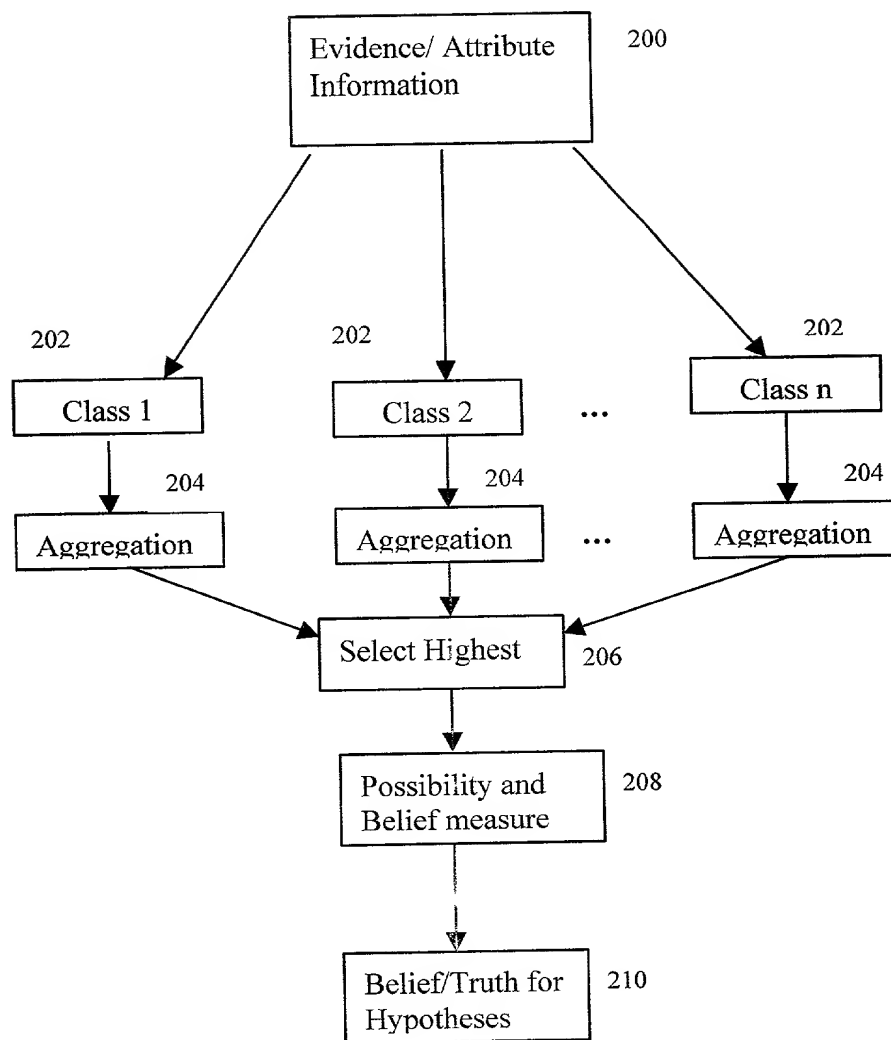 Evidence/ Attribute
Information
200
202
202
202
Class 1
Class 2
...
Class n
204
204
204
Aggregation
Aggregation
...
Aggregation
Select Highest
206
Possibility and
Belief measure
208
Belief/Truth for
Hypotheses
210